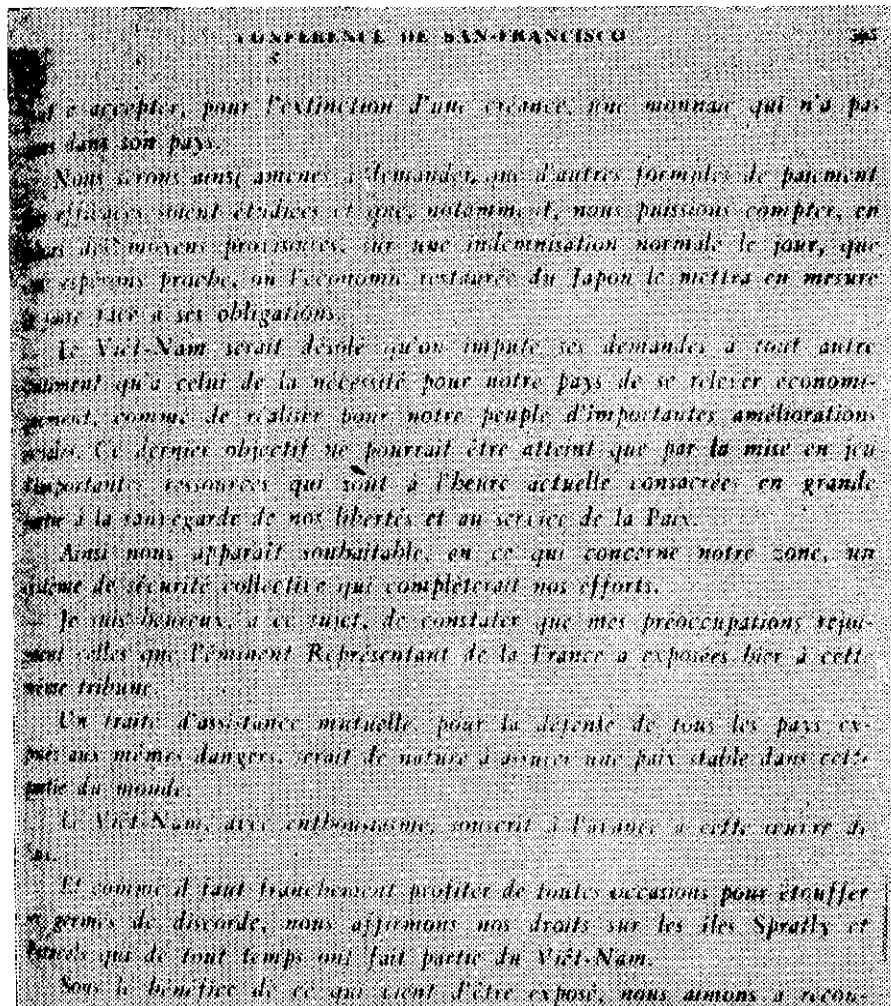 CONFERENCE DE SAN-FRANCISCO
accepter, pour l'extinction d'une créance, une monnaie qui n'a pas
dans son pays.
Nous serons ainsi amenés à demander, que d'autres formules de paiement
efficaces soient étudiées et que, notamment, nous puissions compter, en
des moyens provisoires, sur une indemnisation normale le jour, que
espérons proche, où l'économie restaurée du Japon le mettra en mesure
faire face à ses obligations.
Le Viêt-Nam serait désolé qu'on impute ses demandes à tout autre
qu'à celui de la nécessité pour notre pays de se relever économi-
quement, comme de réaliser pour notre peuple d'importantes améliorations
sociales. Ce dernier objectif ne pourrait être atteint que par la mise en jeu
d'importantes ressources qui sont à l'heure actuelle consacrées en grande
partie à la sauvegarde de nos libertés et au service de la Paix.
Ainsi nous apparaît souhaitable, en ce qui concerne notre zone, un
système de sécurité collective qui compléterait nos efforts.
Je suis heureux, à ce sujet, de constater que mes préoccupations rejoi-
gnent celles que l'éminent Représentant de la France a exposées hier à cette
même tribune.
Un traité d'assistance mutuelle, pour la défense de tous les pays ex-
posés aux mêmes dangers, serait de nature à assurer une paix stable dans cette
partie du monde.
Le Viêt-Nam, avec enthousiasme, souscrit à l'avance à cette œuvre de
Et comme il faut franchement profiter de toutes occasions pour étouffer
germes de discorde, nous affirmons nos droits sur les îles Spratly et
Paracels qui de tout temps ont fait partie du Viêt-Nam.
Sous le bénéfice de ce qui vient d'être exposé, nous aimons à recon-